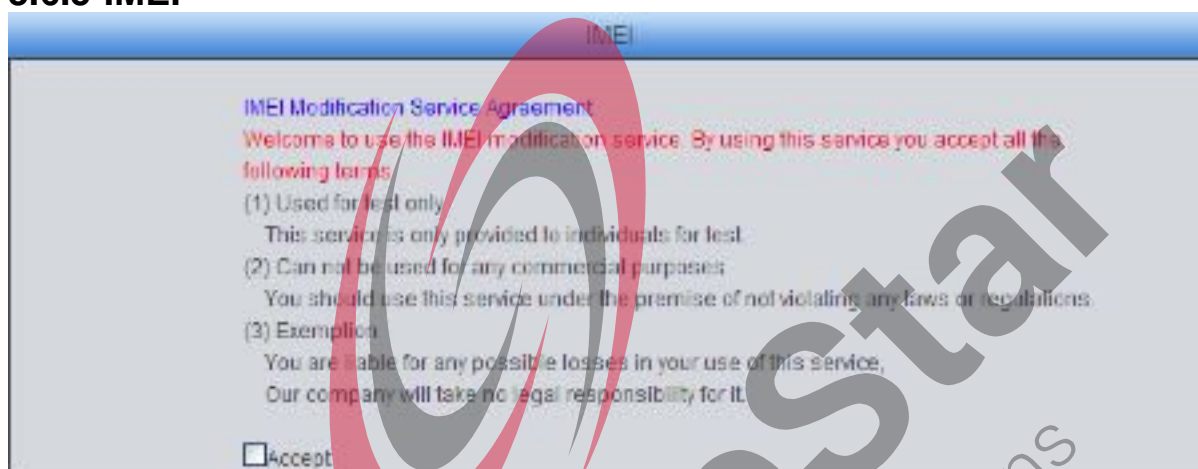 IMEI
IMEI Modification Service Agreement
Welcome to use the IMEI modification service. By using this service you accept all the
following terms
(1) Used for test only
This service is only provided to individuals for test.
(2) Can not be used for any commercial purposes
You should use this service under the premise of not violating any laws or regulations.
(3) Exemption
You are liable for any possible losses in your use of this service,
Our company will take no legal responsibility for it.
Accept